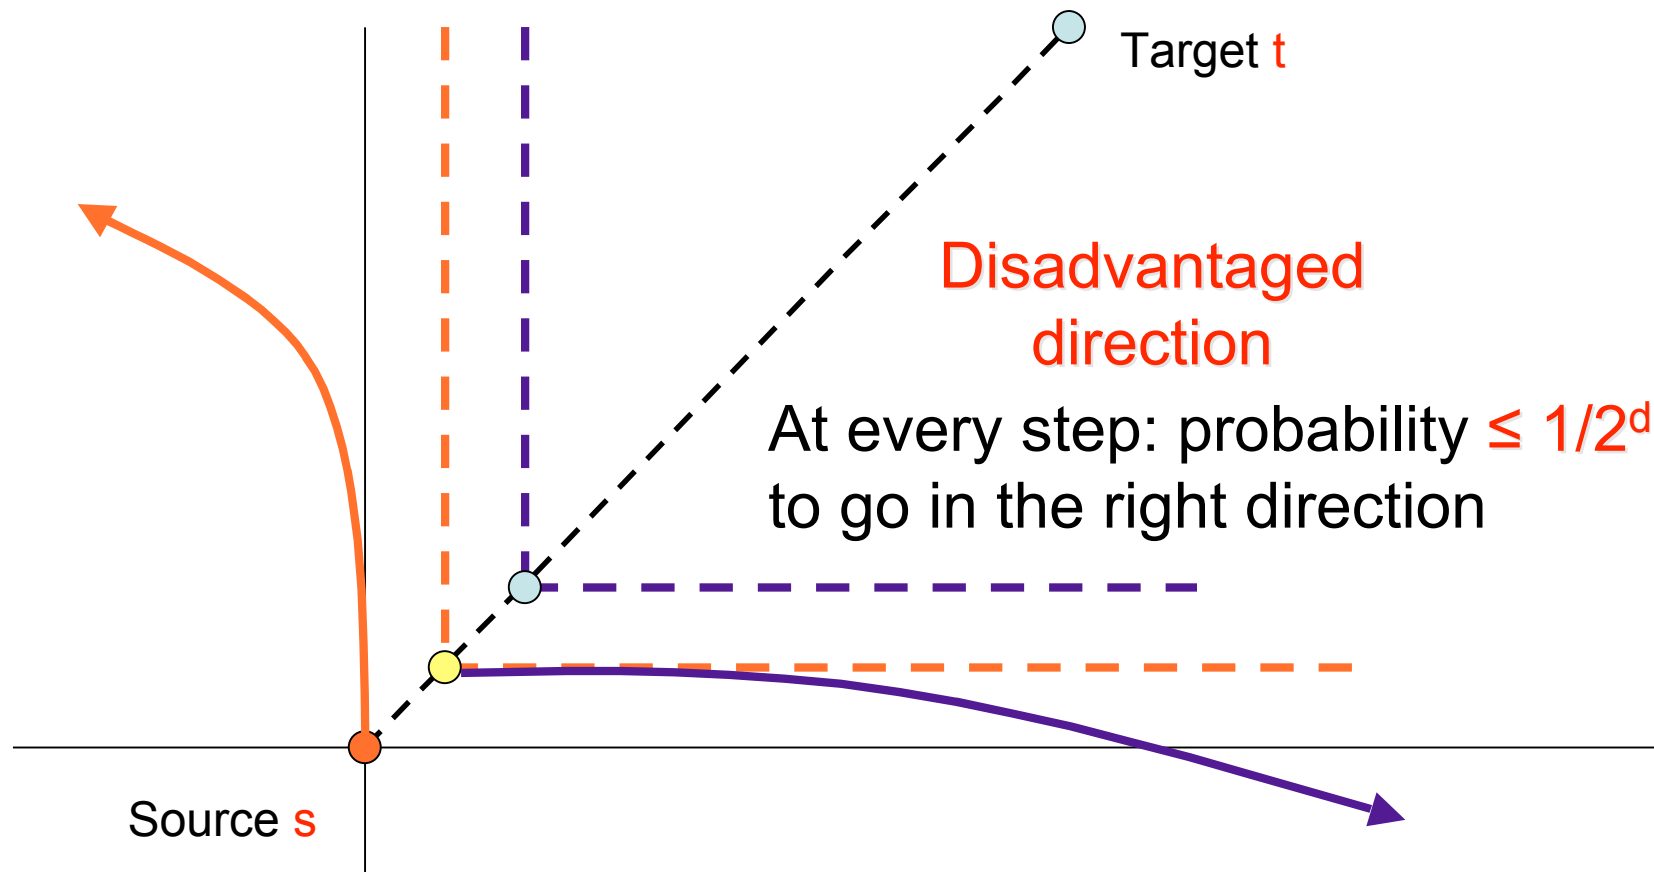 Target t
Disadvantaged
direction
At every step: probability ≤ 1/2ᵈ
to go in the right direction
Source s